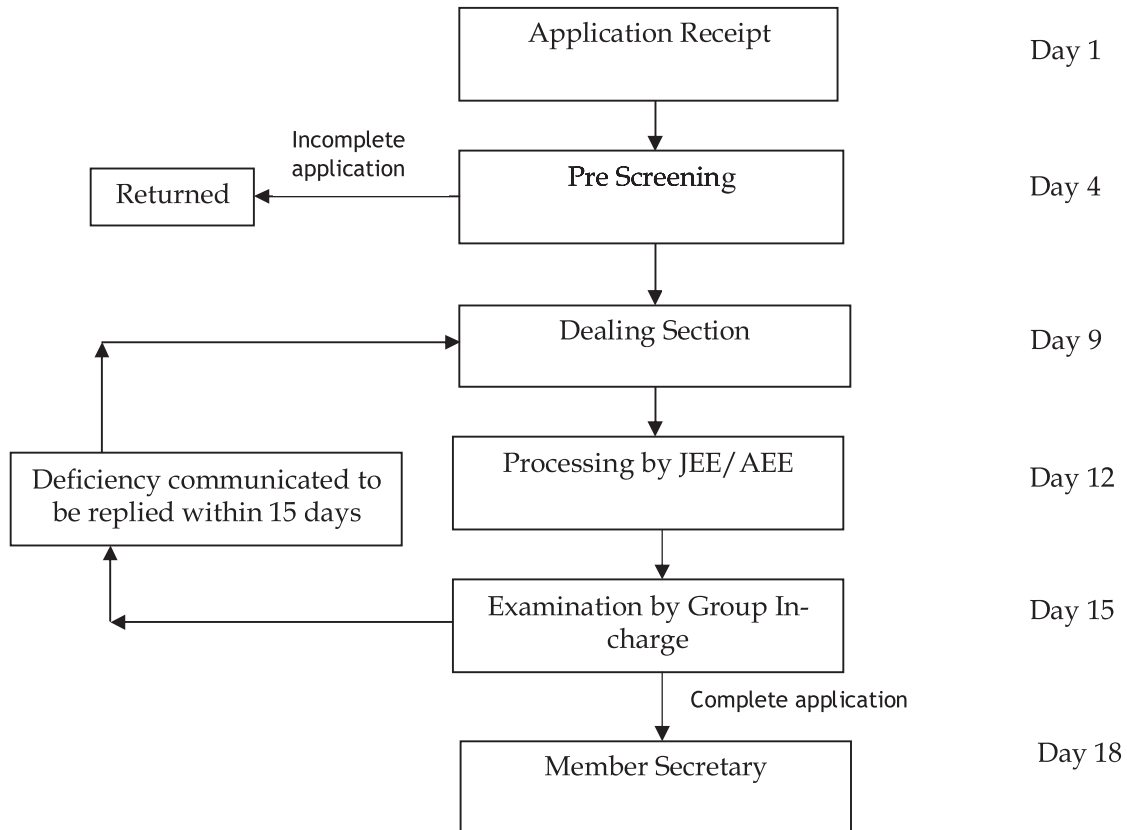 Application Receipt
Day 1
Incomplete
application
Returned
Pre Screening
Day 4
Dealing Section
Day 9
Deficiency communicated to
be replied within 15 days
Processing by JEE/AEE
Day 12
Examination by Group In-
charge
Day 15
Complete application
Member Secretary
Day 18